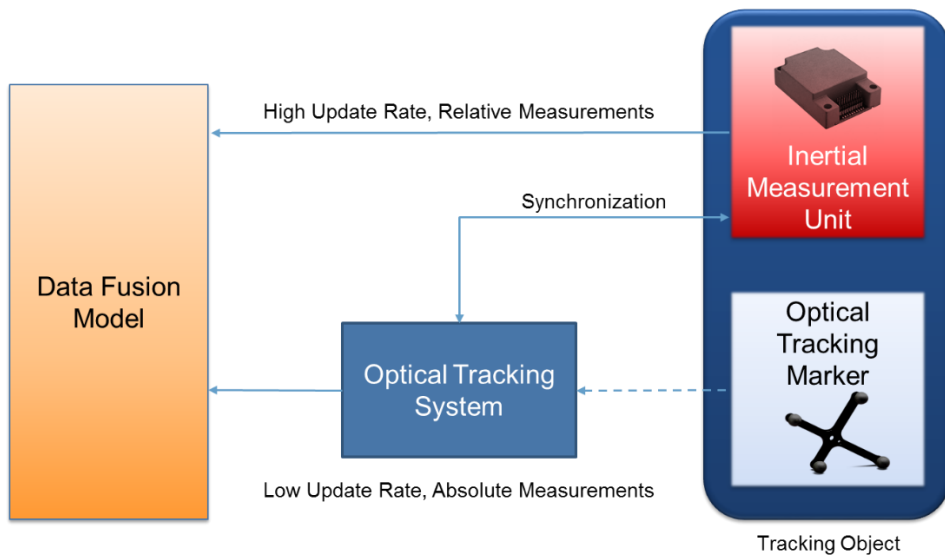 High Update Rate, Relative Measurements
Inertial
Measurement
Unit
Synchronization
Data Fusion
Model
Optical Tracking
System
Optical
Tracking
Marker
Low Update Rate, Absolute Measurements
Tracking Object